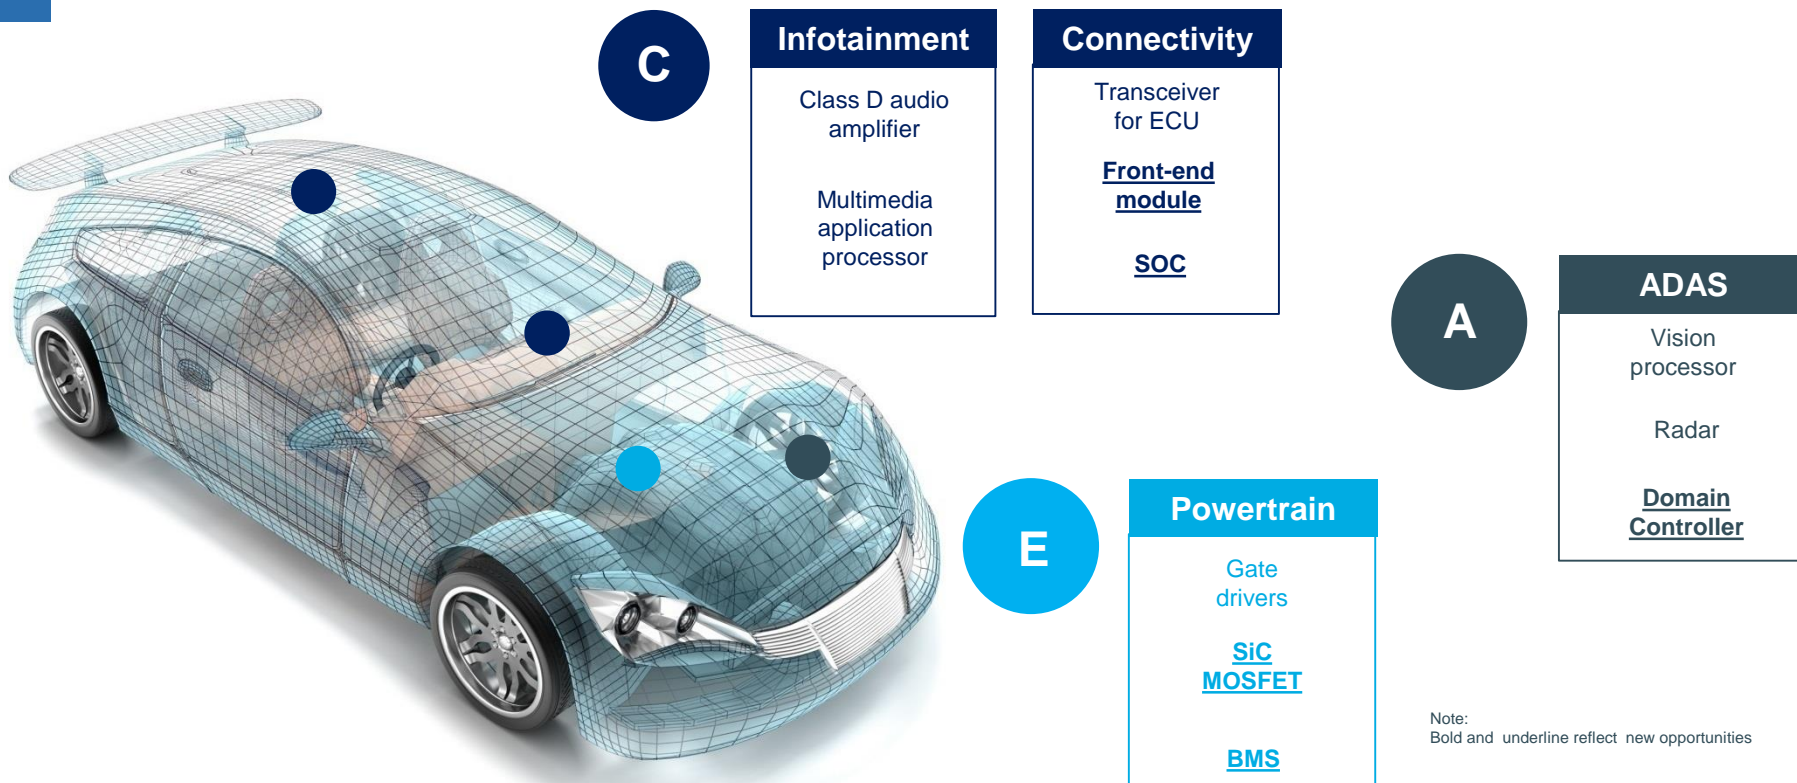 C
Infotainment
Class D audio
amplifier
Multimedia
application
processor
Connectivity
Transceiver
for ECU
Front-end
module
SOC
A
ADAS
Vision
processor
Radar
Domain
Controller
E
Powertrain
Gate
drivers
SiC
MOSFET
BMS
Note:
Bold and underline reflect new opportunities